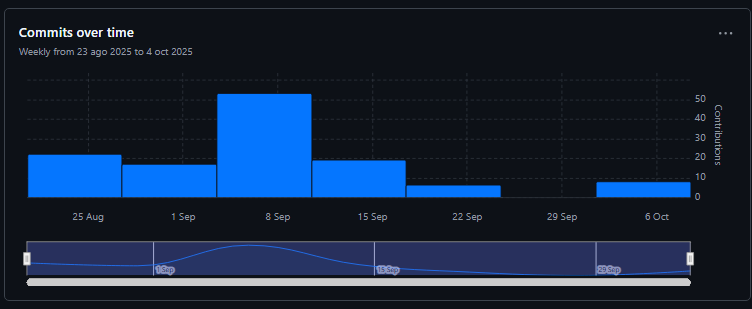 Commits over time
Weekly from 23 ago 2025 to 4 oct 2025
50
40
30
20
10
0
Contributions
25 Aug
1 Sep
8 Sep
15 Sep
22 Sep
29 Sep
6 Oct
1 Sep
15 Sep
29 Sep